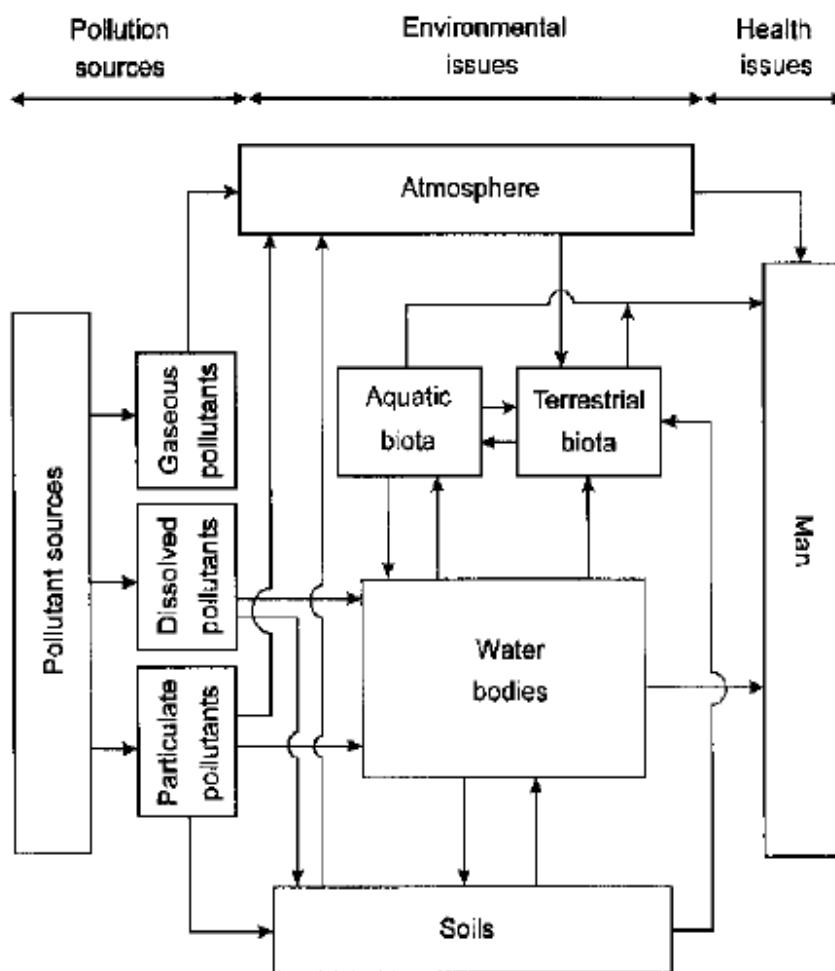 Pollution
sources
Environmental
issues
Health
issues
Atmosphere
Pollutant sources
Gaseous
pollutants
Dissolved
pollutants
Particulate
pollutants
Aquatic
biota
Terrestrial
biota
Water
bodies
Man
Soils